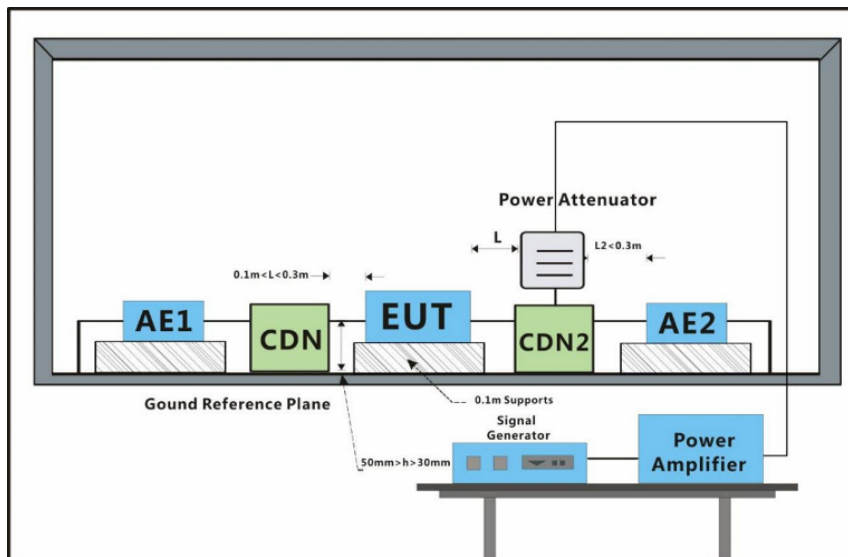 Power Attenuator
L
L2<0.3m
0.1m<L<0.3m
AE1
CDN
EUT
CDN2
AE2
Gound Reference Plane
0.1m Supports
Signal
Generator
Power
Amplifier
50mm>h>30mm